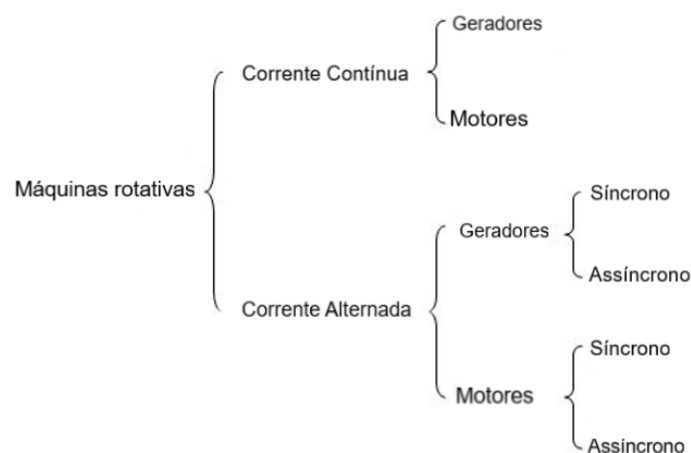 Máquinas rotativas
Corrente Contínua
Geradores
Motores
Corrente Alternada
Geradores
Síncrono
Assíncrono
Motores
Síncrono
Assíncrono